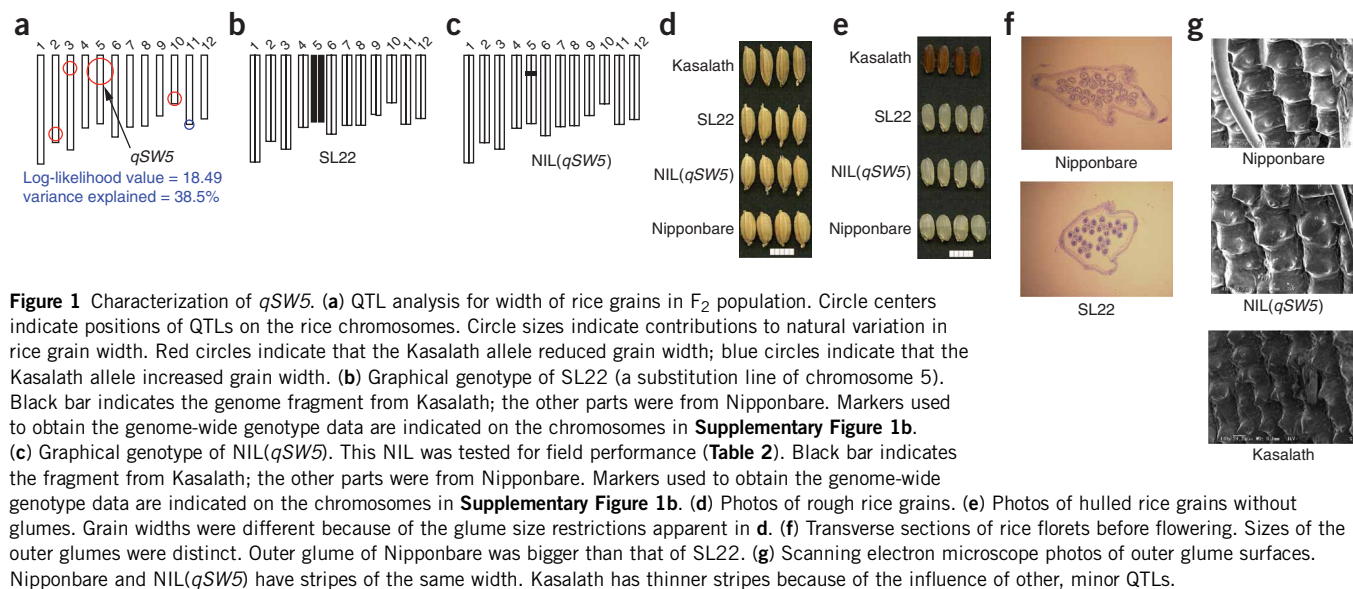 a
1 2 3 4 5 6 7 8 9 10 11 12
qSW5
Log-likelihood value = 18.49
variance explained = 38.5%
b
1 2 3 4 5 6 7 8 9 10 11 12
SL22
c
1 2 3 4 5 6 7 8 9 10 11 12
NIL(qSW5)
d
Kasalath
SL22
NIL(qSW5)
Nipponbare
e
Kasalath
SL22
NIL(qSW5)
Nipponbare
f
Nipponbare
SL22
g
Nipponbare
NIL(qSW5)
Kasalath
Figure 1 Characterization of qSW5. (a) QTL analysis for width of rice grains in F2 population. Circle centers
indicate positions of QTLs on the rice chromosomes. Circle sizes indicate contributions to natural variation in
rice grain width. Red circles indicate that the Kasalath allele reduced grain width; blue circles indicate that the
Kasalath allele increased grain width. (b) Graphical genotype of SL22 (a substitution line of chromosome 5).
Black bar indicates the genome fragment from Kasalath; the other parts were from Nipponbare. Markers used
to obtain the genome-wide genotype data are indicated on the chromosomes in Supplementary Figure 1b.
(c) Graphical genotype of NIL(qSW5). This NIL was tested for field performance (Table 2). Black bar indicates
the fragment from Kasalath; the other parts were from Nipponbare. Markers used to obtain the genome-wide
genotype data are indicated on the chromosomes in Supplementary Figure 1b. (d) Photos of rough rice grains. (e) Photos of hulled rice grains without
glumes. Grain widths were different because of the glume size restrictions apparent in d. (f) Transverse sections of rice florets before flowering. Sizes of the
outer glumes were distinct. Outer glume of Nipponbare was bigger than that of SL22. (g) Scanning electron microscope photos of outer glume surfaces.
Nipponbare and NIL(qSW5) have stripes of the same width. Kasalath has thinner stripes because of the influence of other, minor QTLs.